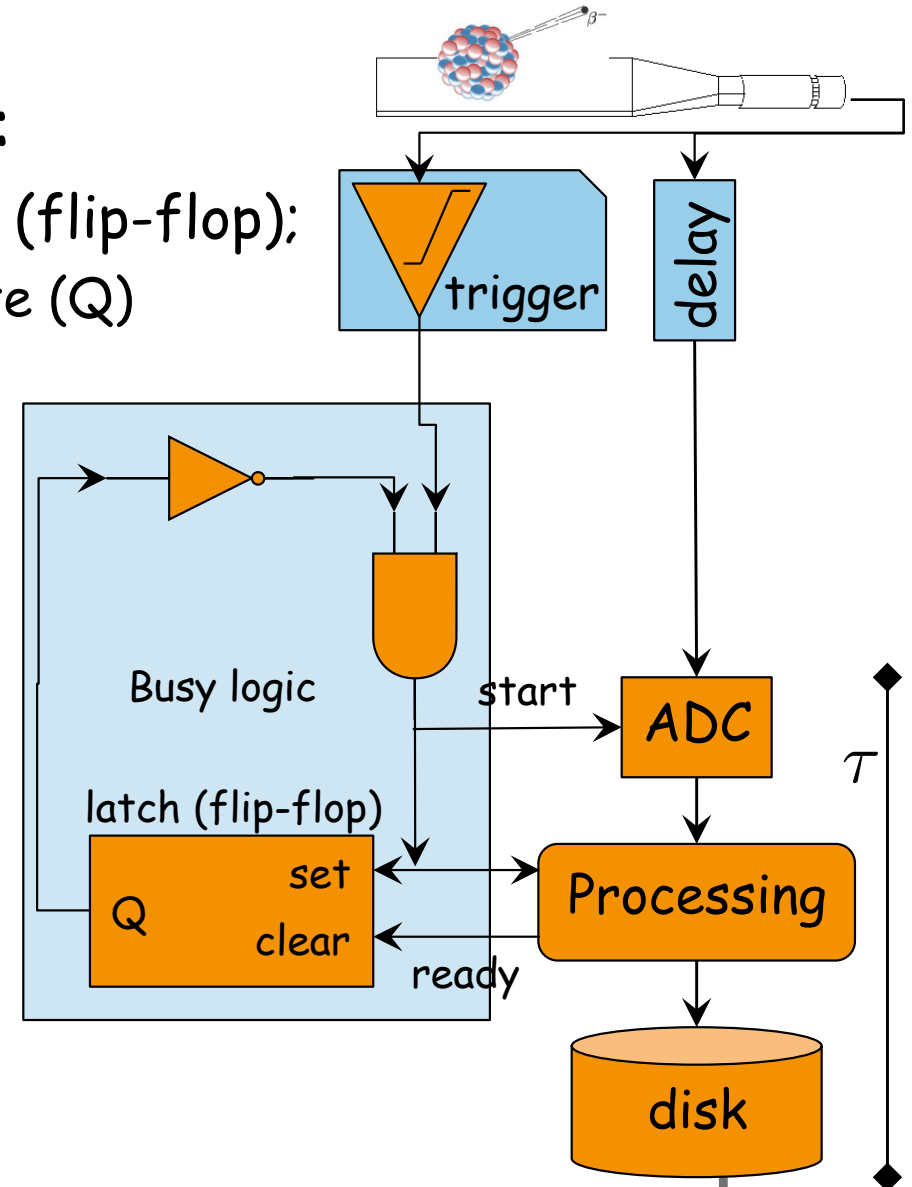 β⁻
:
(flip-flop);
e (Q)
trigger
delay
Busy logic
start
ADC
τ
latch (flip-flop)
set
Q
clear
Processing
ready
disk